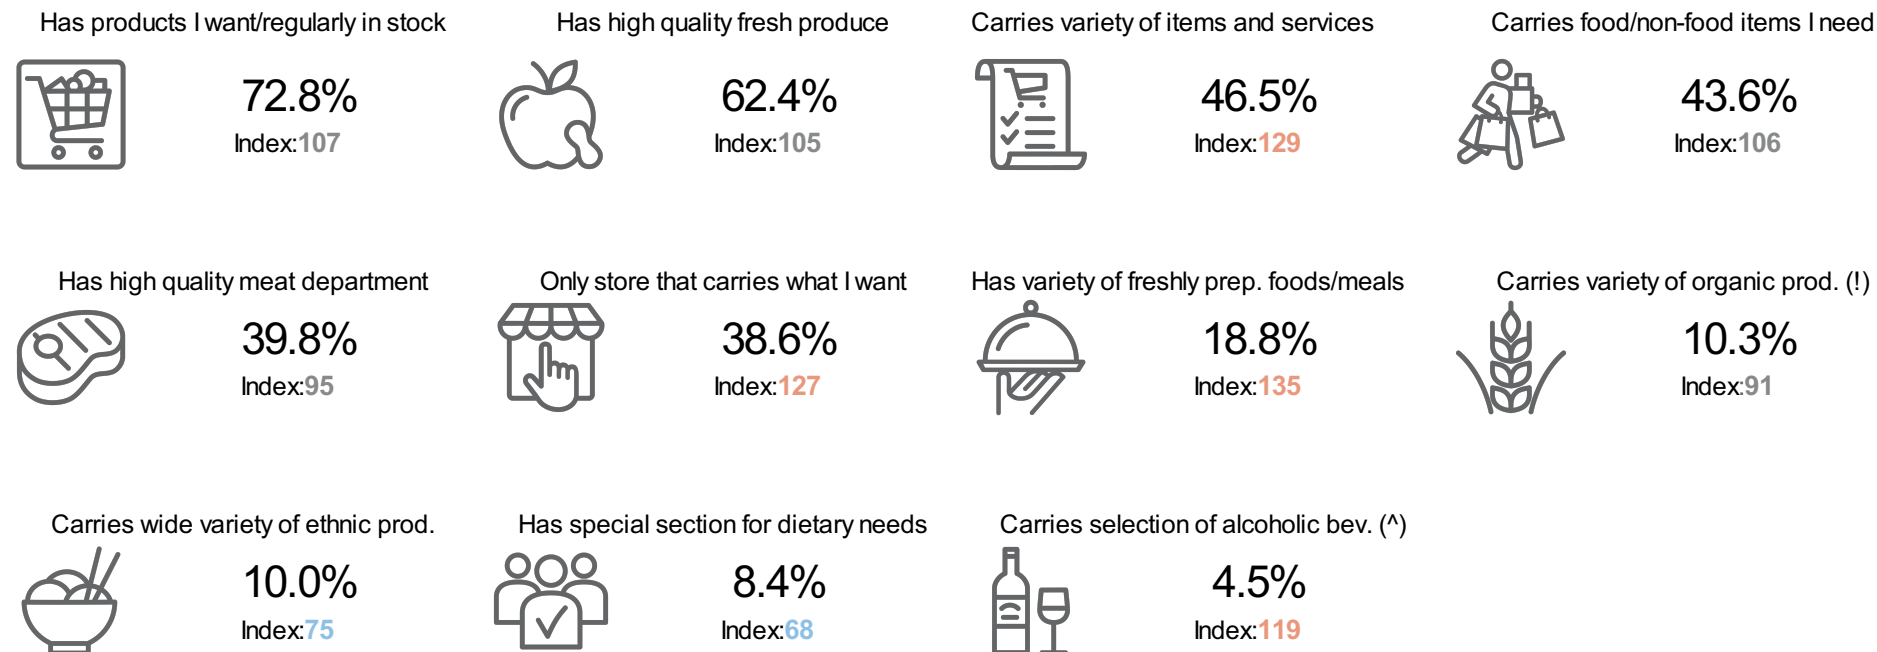 Has products I want/regularly in stock
72.8%
Index:107
Has high quality fresh produce
62.4%
Index:105
Carries variety of items and services
46.5%
Index:129
Carries food/non-food items I need
43.6%
Index:106
Has high quality meat department
39.8%
Index:95
Only store that carries what I want
38.6%
Index:127
Has variety of freshly prep. foods/meals
18.8%
Index:135
Carries variety of organic prod. (!)
10.3%
Index:91
Carries wide variety of ethnic prod.
10.0%
Index:75
Has special section for dietary needs
8.4%
Index:68
Carries selection of alcoholic bev. (^)
4.5%
Index:119